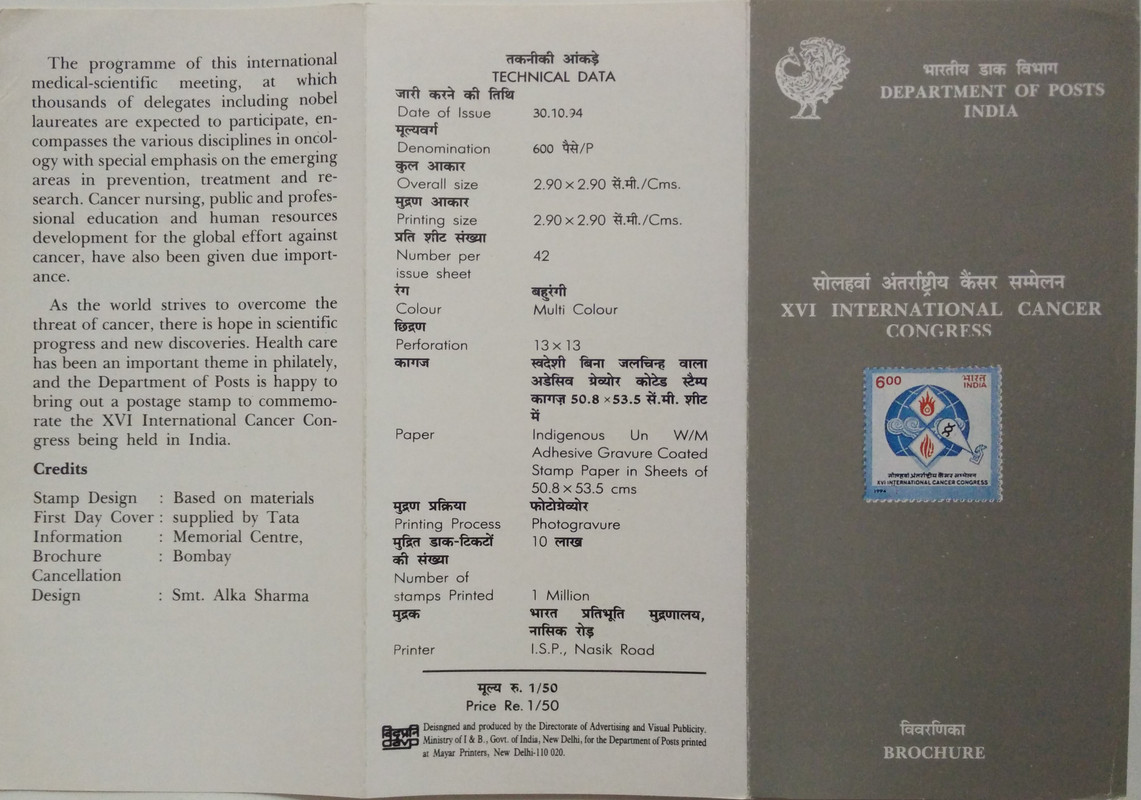 The programme of this international
medical-scientific meeting, at which
thousands of delegates including nobel
laureates are expected to participate, en-
compasses the various disciplines in oncol-
ogy with special emphasis on the emerging
areas in prevention, treatment and re-
search. Cancer nursing, public and profes-
sional education and human resources
development for the global effort against
cancer, have also been given due import-
ance.
As the world strives to overcome the
threat of cancer, there is hope in scientific
progress and new discoveries. Health care
has been an important theme in philately,
and the Department of Posts is happy to
bring out a postage stamp to commemo-
rate the XVI International Cancer Con-
gress being held in India.
Credits
Stamp Design : Based on materials
First Day Cover : supplied by Tata
Information : Memorial Centre,
Brochure : Bombay
Cancellation
Design : Smt. Alka Sharma
तकनीकी आंकड़े
TECHNICAL DATA
जारी करने की तिथि
Date of Issue 30.10.94
मूल्यवर्ग
Denomination 600 पैसे/P
कुल आकार
Overall size 2.90 × 2.90 सें.मी./Cms.
मुद्रण आकार
Printing size 2.90 × 2.90 सें.मी./Cms.
प्रति शीट संख्या
Number per 42
issue sheet
रंग बहुरंगी
Colour Multi Colour
छिद्रण
Perforation 13 × 13
कागज स्वदेशी बिना जलचिन्ह वाला
अडेसिव ग्रेव्योर कोटेड स्टैम्प
कागज़ 50.8 × 53.5 सें.मी. शीट
में
Paper Indigenous Un W/M
Adhesive Gravure Coated
Stamp Paper in Sheets of
50.8 × 53.5 cms
मुद्रण प्रक्रिया फोटोग्रेव्योर
Printing Process Photogravure
मुद्रित डाक-टिकटों 10 लाख
की संख्या
Number of
stamps Printed 1 Million
मुद्रक भारत प्रतिभूति मुद्रणालय,
नासिक रोड़
Printer I.S.P., Nasik Road
मूल्य रु. 1/50
Price Re. 1/50
विदृप्रनि
davp
Deisngned and produced by the Directorate of Advertising and Visual Publicity,
Ministry of I & B., Govt. of India, New Delhi, for the Department of Posts printed
at Mayar Printers, New Delhi-110 020.
भारतीय डाक विभाग
DEPARTMENT OF POSTS
INDIA
सोलहवां अंतर्राष्ट्रीय कैंसर सम्मेलन
XVI INTERNATIONAL CANCER
CONGRESS
600 भारत
INDIA
सोलहवां अंतर्राष्ट्रीय कैंसर सम्मेलन
XVI INTERNATIONAL CANCER CONGRESS
1994
विवरणिका
BROCHURE